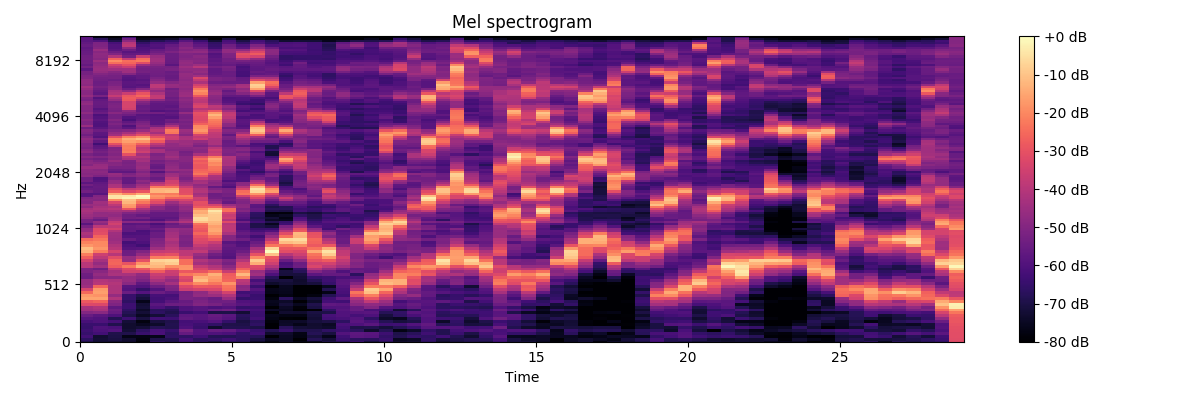 Mel spectrogram
8192
4096
2048
1024
512
0
Hz
0 5 10 15 20 25
Time
+0 dB
-10 dB
-20 dB
-30 dB
-40 dB
-50 dB
-60 dB
-70 dB
-80 dB